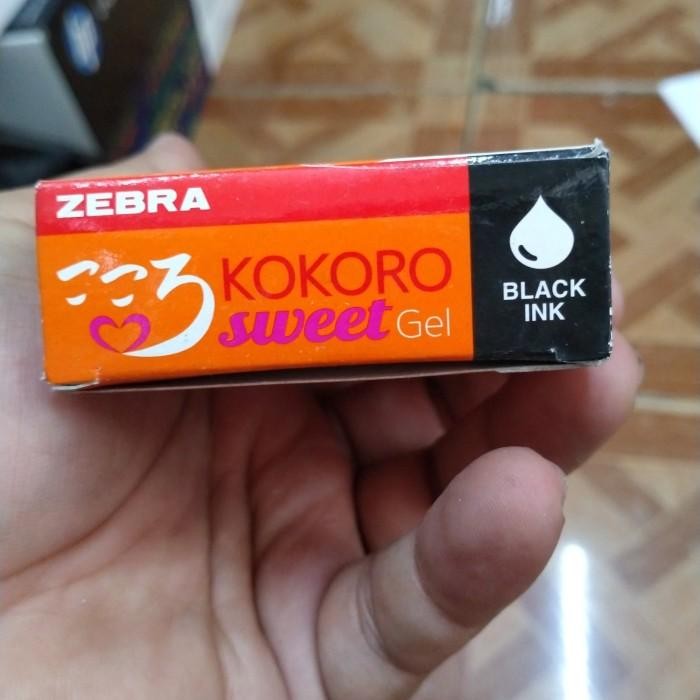 ZEBRA
こころ
KOKORO
sweet Gel
BLACK
INK